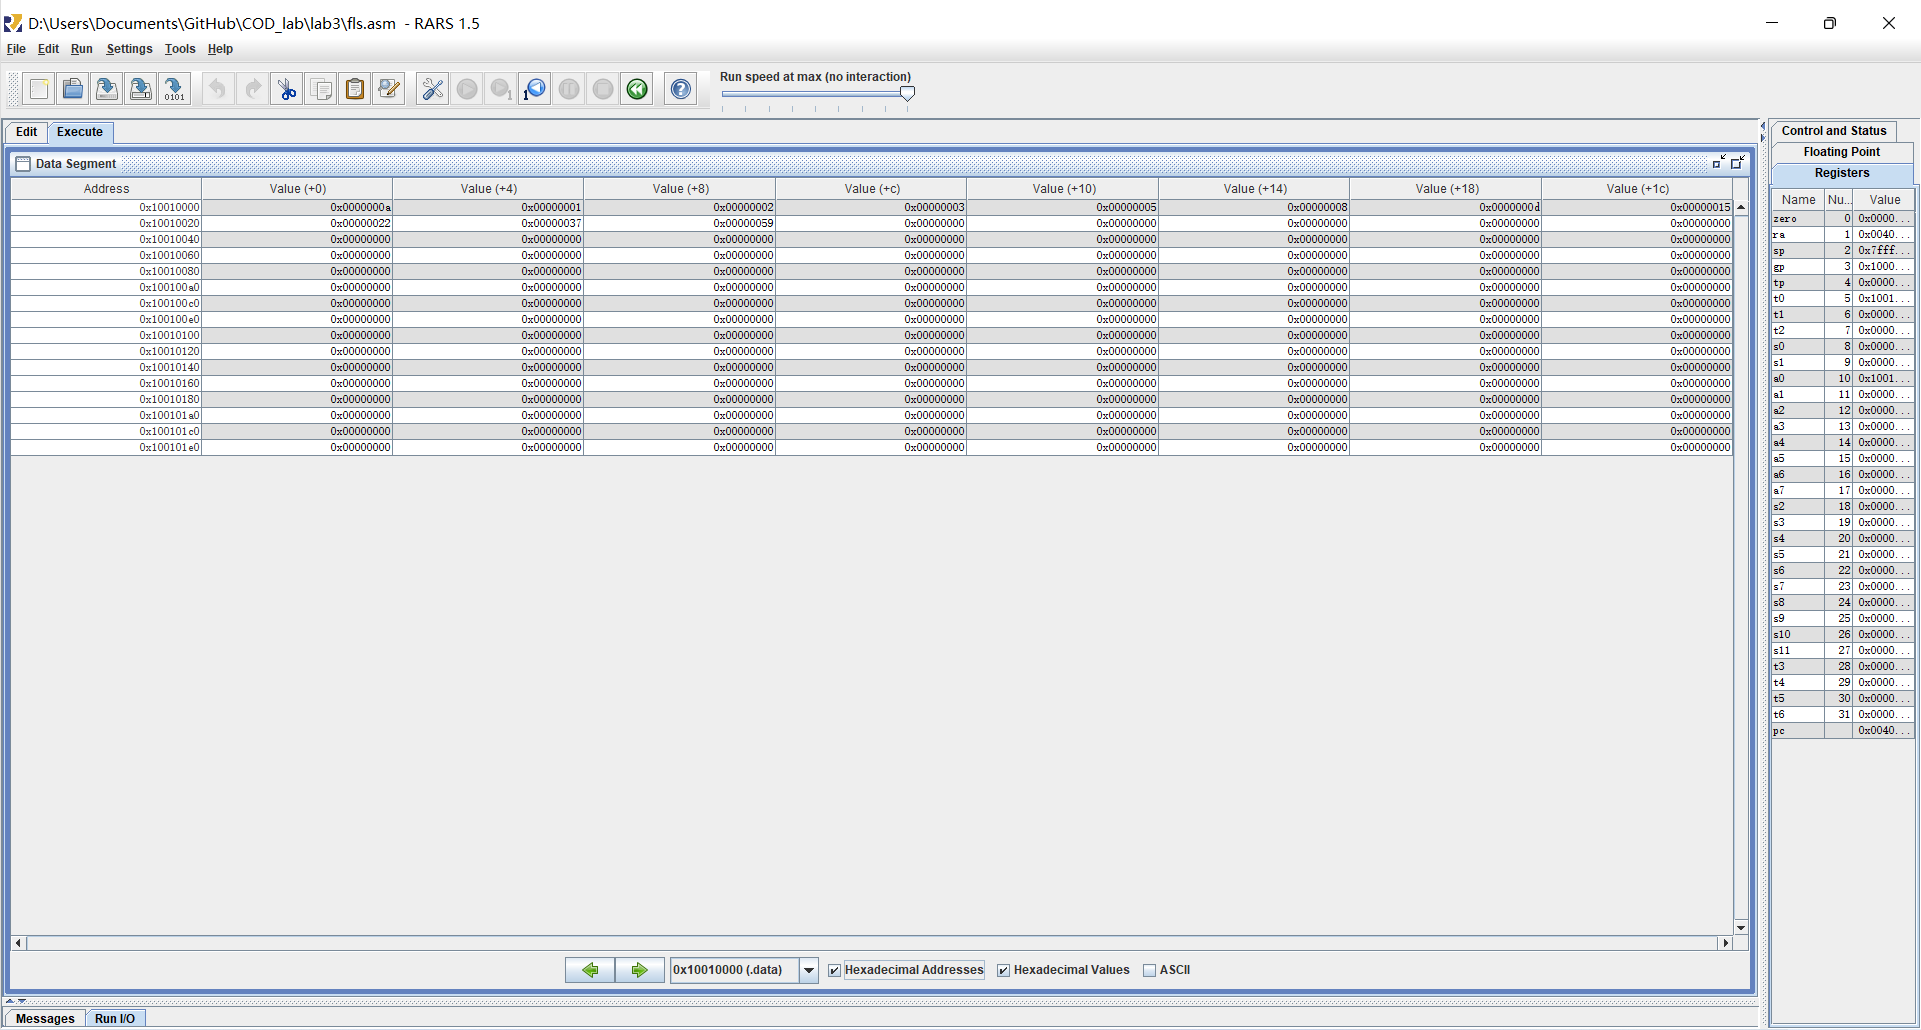 D:\Users\Documents\GitHub\COD_lab\lab3\fls.asm - RARS 1.5
File Edit Run Settings Tools Help
Run speed at max (no interaction)
Edit Execute
Data Segment
Address Value (+0) Value (+4) Value (+8) Value (+c) Value (+10) Value (+14) Value (+18) Value (+1c)
0x10010000 0x0000000a 0x00000001 0x00000002 0x00000003 0x00000005 0x00000008 0x0000000d 0x00000015
0x10010020 0x00000022 0x00000037 0x00000059 0x00000000 0x00000000 0x00000000 0x00000000 0x00000000
0x10010040 0x00000000 0x00000000 0x00000000 0x00000000 0x00000000 0x00000000 0x00000000 0x00000000
0x10010060 0x00000000 0x00000000 0x00000000 0x00000000 0x00000000 0x00000000 0x00000000 0x00000000
0x10010080 0x00000000 0x00000000 0x00000000 0x00000000 0x00000000 0x00000000 0x00000000 0x00000000
0x100100a0 0x00000000 0x00000000 0x00000000 0x00000000 0x00000000 0x00000000 0x00000000 0x00000000
0x100100c0 0x00000000 0x00000000 0x00000000 0x00000000 0x00000000 0x00000000 0x00000000 0x00000000
0x100100e0 0x00000000 0x00000000 0x00000000 0x00000000 0x00000000 0x00000000 0x00000000 0x00000000
0x10010100 0x00000000 0x00000000 0x00000000 0x00000000 0x00000000 0x00000000 0x00000000 0x00000000
0x10010120 0x00000000 0x00000000 0x00000000 0x00000000 0x00000000 0x00000000 0x00000000 0x00000000
0x10010140 0x00000000 0x00000000 0x00000000 0x00000000 0x00000000 0x00000000 0x00000000 0x00000000
0x10010160 0x00000000 0x00000000 0x00000000 0x00000000 0x00000000 0x00000000 0x00000000 0x00000000
0x10010180 0x00000000 0x00000000 0x00000000 0x00000000 0x00000000 0x00000000 0x00000000 0x00000000
0x100101a0 0x00000000 0x00000000 0x00000000 0x00000000 0x00000000 0x00000000 0x00000000 0x00000000
0x100101c0 0x00000000 0x00000000 0x00000000 0x00000000 0x00000000 0x00000000 0x00000000 0x00000000
0x100101e0 0x00000000 0x00000000 0x00000000 0x00000000 0x00000000 0x00000000 0x00000000 0x00000000
0x10010000 (.data) Hexadecimal Addresses Hexadecimal Values ASCII
Messages Run I/O
Control and Status
Floating Point
Registers
Name Nu... Value
zero 0 0x0000...
ra 1 0x0040...
sp 2 0x7fff...
gp 3 0x1000...
tp 4 0x0000...
t0 5 0x1001...
t1 6 0x0000...
t2 7 0x0000...
s0 8 0x0000...
s1 9 0x0000...
a0 10 0x1001...
a1 11 0x0000...
a2 12 0x0000...
a3 13 0x0000...
a4 14 0x0000...
a5 15 0x0000...
a6 16 0x0000...
a7 17 0x0000...
s2 18 0x0000...
s3 19 0x0000...
s4 20 0x0000...
s5 21 0x0000...
s6 22 0x0000...
s7 23 0x0000...
s8 24 0x0000...
s9 25 0x0000...
s10 26 0x0000...
s11 27 0x0000...
t3 28 0x0000...
t4 29 0x0000...
t5 30 0x0000...
t6 31 0x0000...
pc 0x0040...